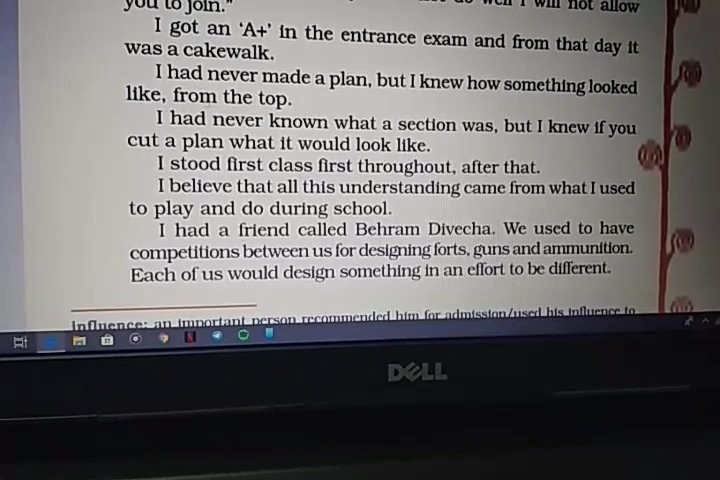 you to join."
well I will not allow
I got an 'A+' in the entrance exam and from that day it
was a cakewalk.
I had never made a plan, but I knew how something looked
like, from the top.
I had never known what a section was, but I knew if you
cut a plan what it would look like.
I stood first class first throughout, after that.
I believe that all this understanding came from what I used
to play and do during school.
I had a friend called Behram Divecha. We used to have
competitions between us for designing forts, guns and ammunition.
Each of us would design something in an effort to be different.
influence: an important person recommended him for admission/used his influence to
DELL